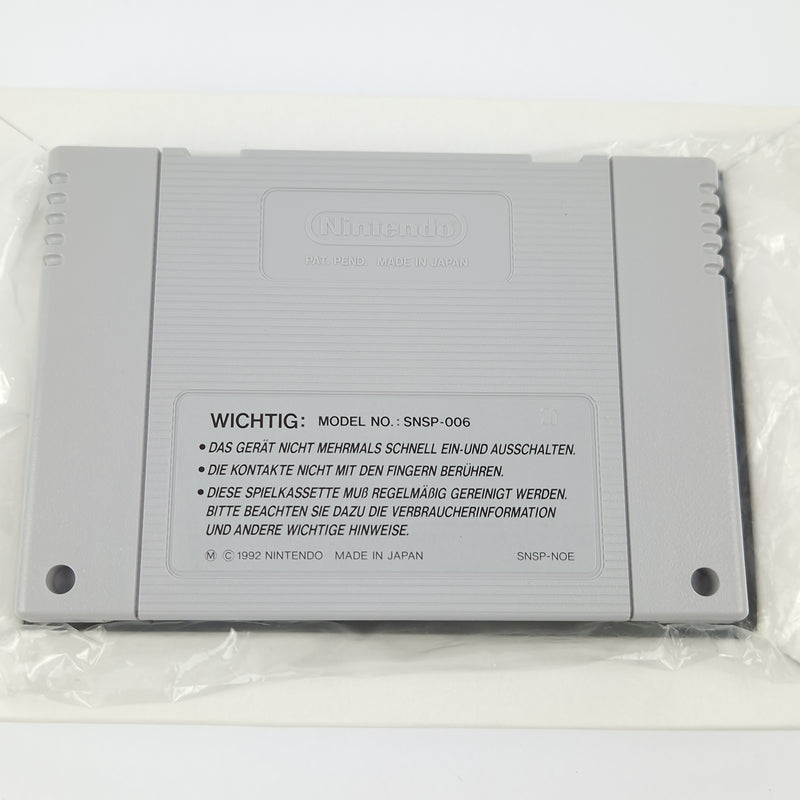 Nintendo
PAT. PEND. MADE IN JAPAN
WICHTIG: MODEL NO.: SNSP-006
• DAS GERÄT NICHT MEHRMALS SCHNELL EIN-UND AUSSCHALTEN.
• DIE KONTAKTE NICHT MIT DEN FINGERN BERÜHREN.
• DIESE SPIELKASSETTE MUß REGELMÄßIG GEREINIGT WERDEN.
BITTE BEACHTEN SIE DAZU DIE VERBRAUCHERINFORMATION
UND ANDERE WICHTIGE HINWEISE.
Ⓜ © 1992 NINTENDO MADE IN JAPAN SNSP-NOE